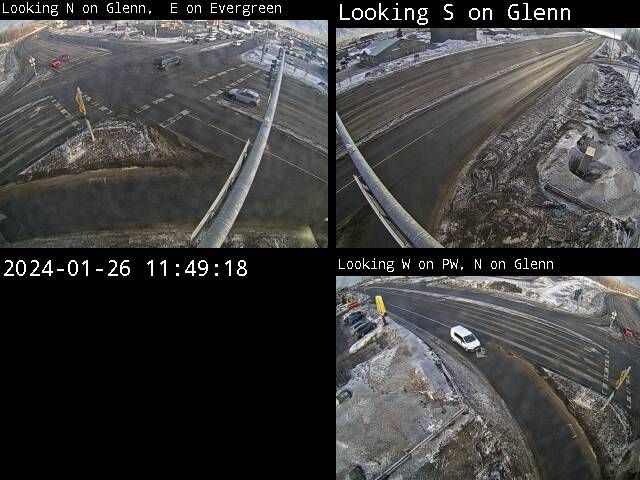 Looking N on Glenn,  E on Evergreen
Looking S on Glenn
2024-01-26 11:49:18
Looking W on PW, N on Glenn